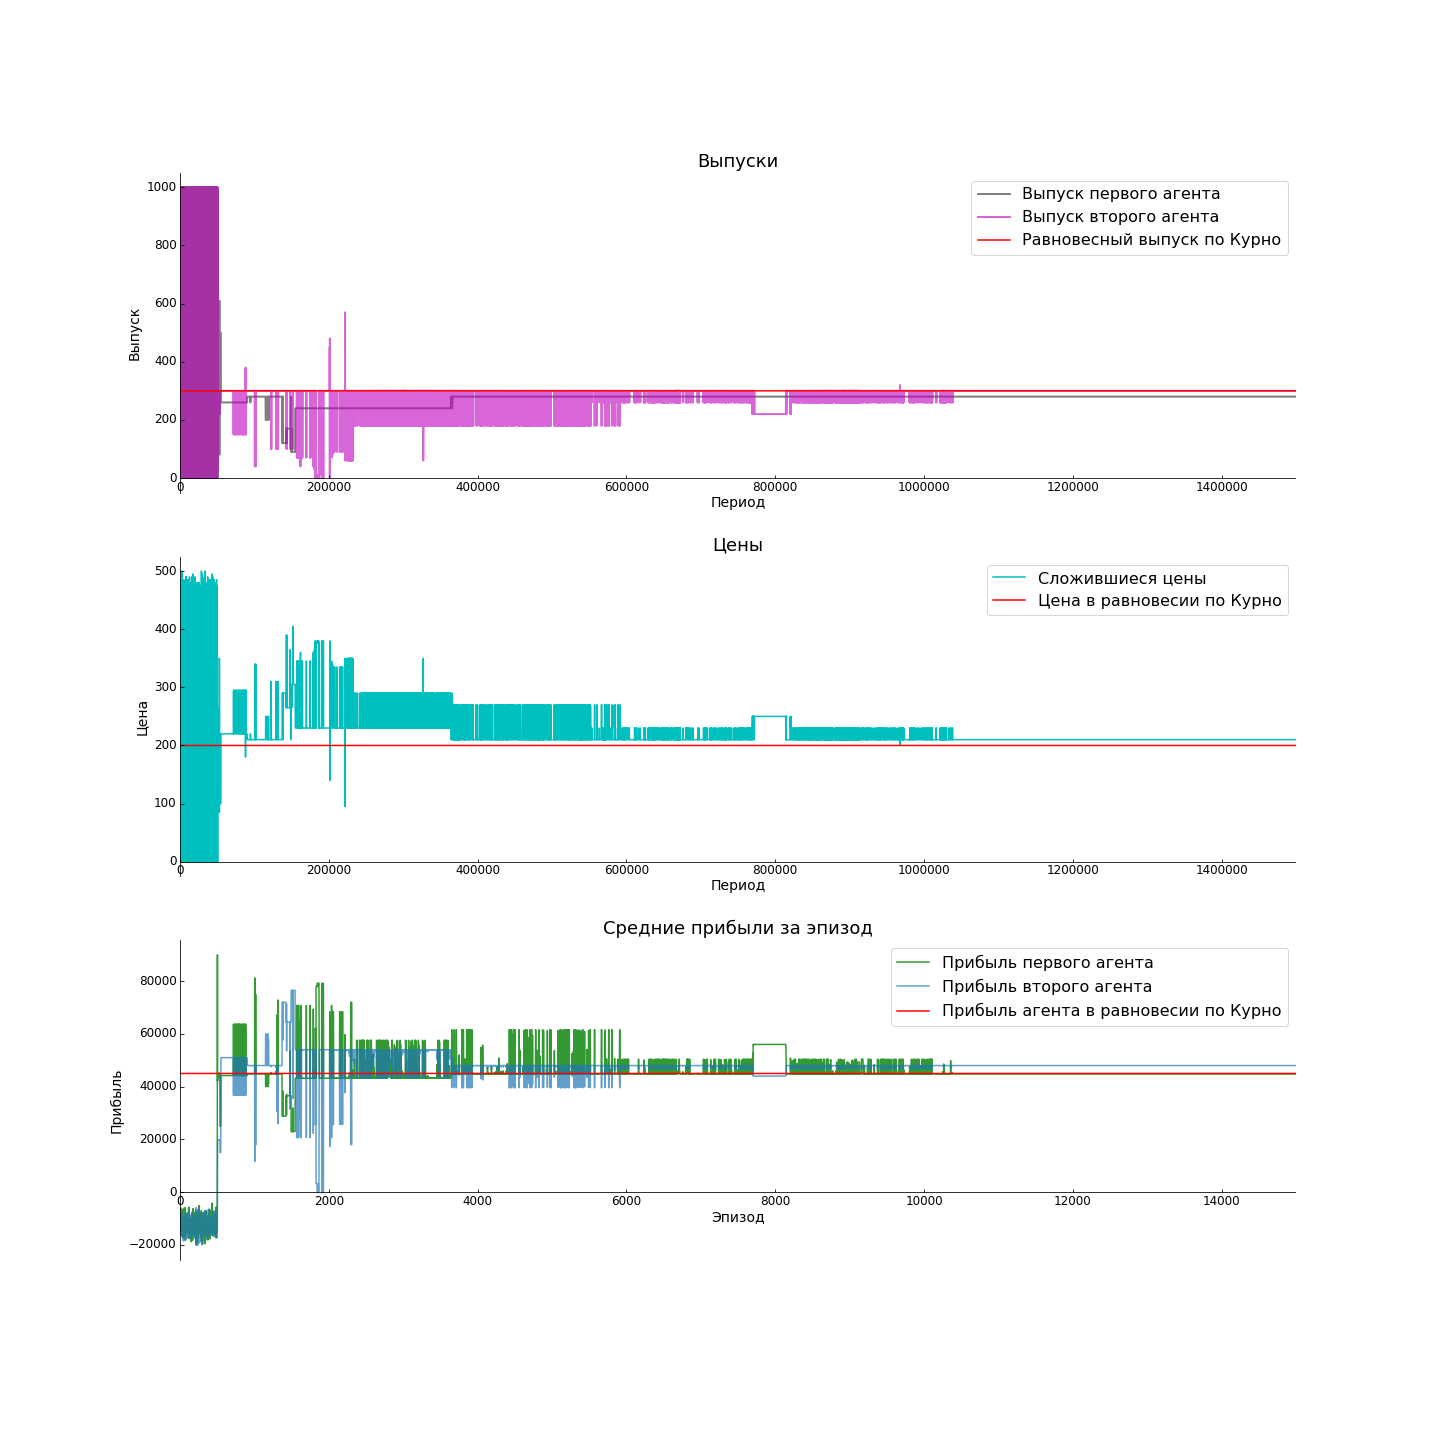 Выпуски
1000
800
600
400
200
0
Выпуск
Выпуск первого агента
Выпуск второго агента
Равновесный выпуск по Курно
0 200000 400000 600000 800000 1000000 1200000 1400000
Период
Цены
500
400
300
200
100
0
Цена
Сложившиеся цены
Цена в равновесии по Курно
0 200000 400000 600000 800000 1000000 1200000 1400000
Период
Средние прибыли за эпизод
80000
60000
40000
20000
0
−20000
Прибыль
Прибыль первого агента
Прибыль второго агента
Прибыль агента в равновесии по Курно
0 2000 4000 6000 8000 10000 12000 14000
Эпизод